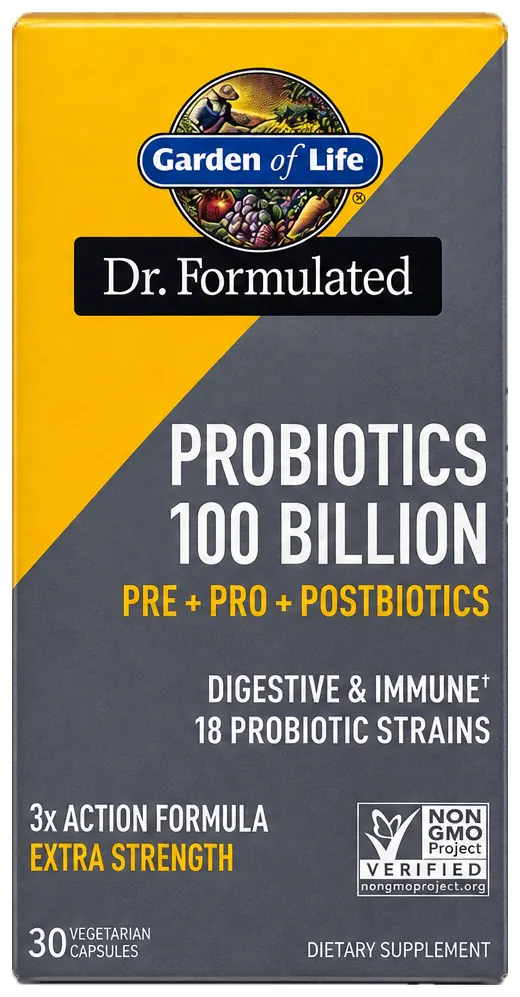 Garden of Life
®
Dr. Formulated
PROBIOTICS
100 BILLION
PRE + PRO + POSTBIOTICS
DIGESTIVE & IMMUNE†
18 PROBIOTIC STRAINS
3x ACTION FORMULA
EXTRA STRENGTH
NON
GMO
Project
VERIFIED
nongmoproject.org
30 VEGETARIAN
CAPSULES
DIETARY SUPPLEMENT